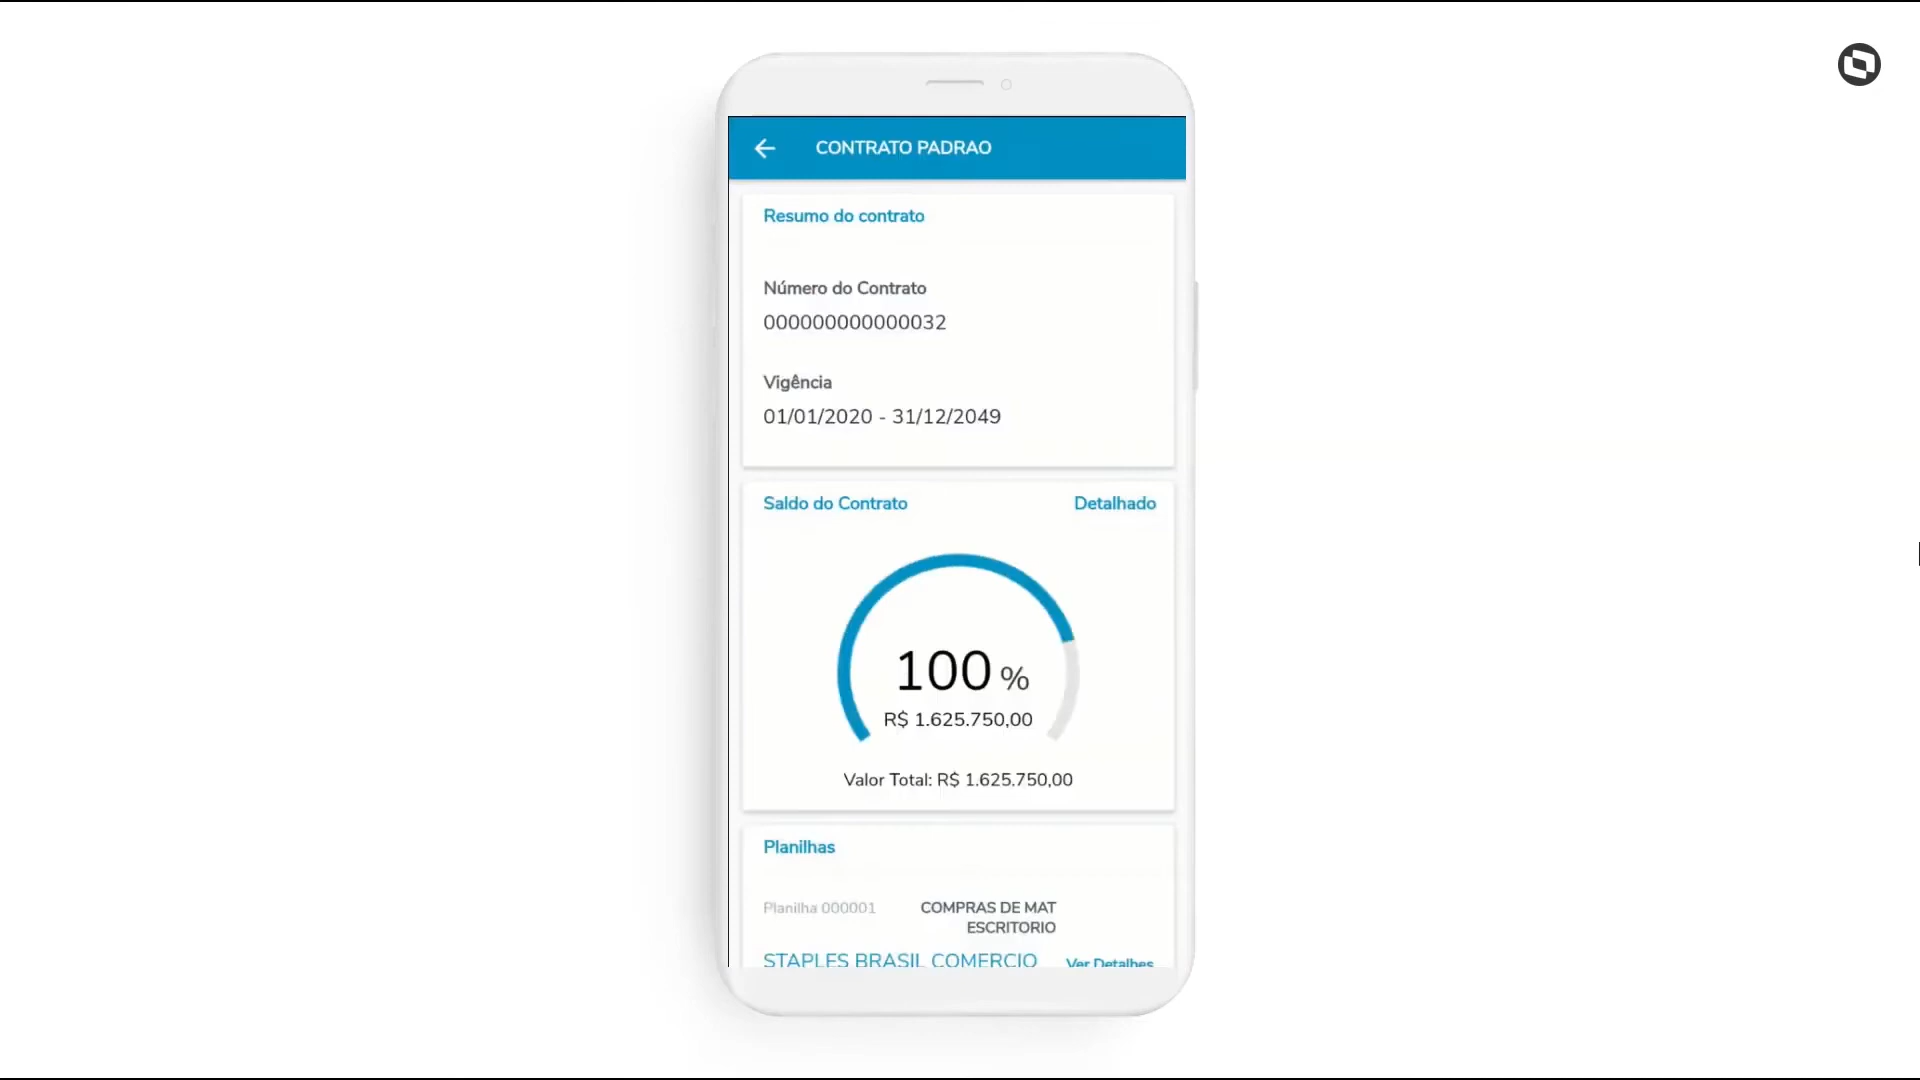 CONTRATO PADRAO
Resumo do contrato
Número do Contrato
000000000000032
Vigência
01/01/2020 - 31/12/2049
Saldo do Contrato
Detalhado
100 %
R$ 1.625.750,00
Valor Total: R$ 1.625.750,00
Planilhas
Planilha 000001
COMPRAS DE MAT
ESCRITORIO
STAPLES BRASIL COMERCIO
Ver Detalhes